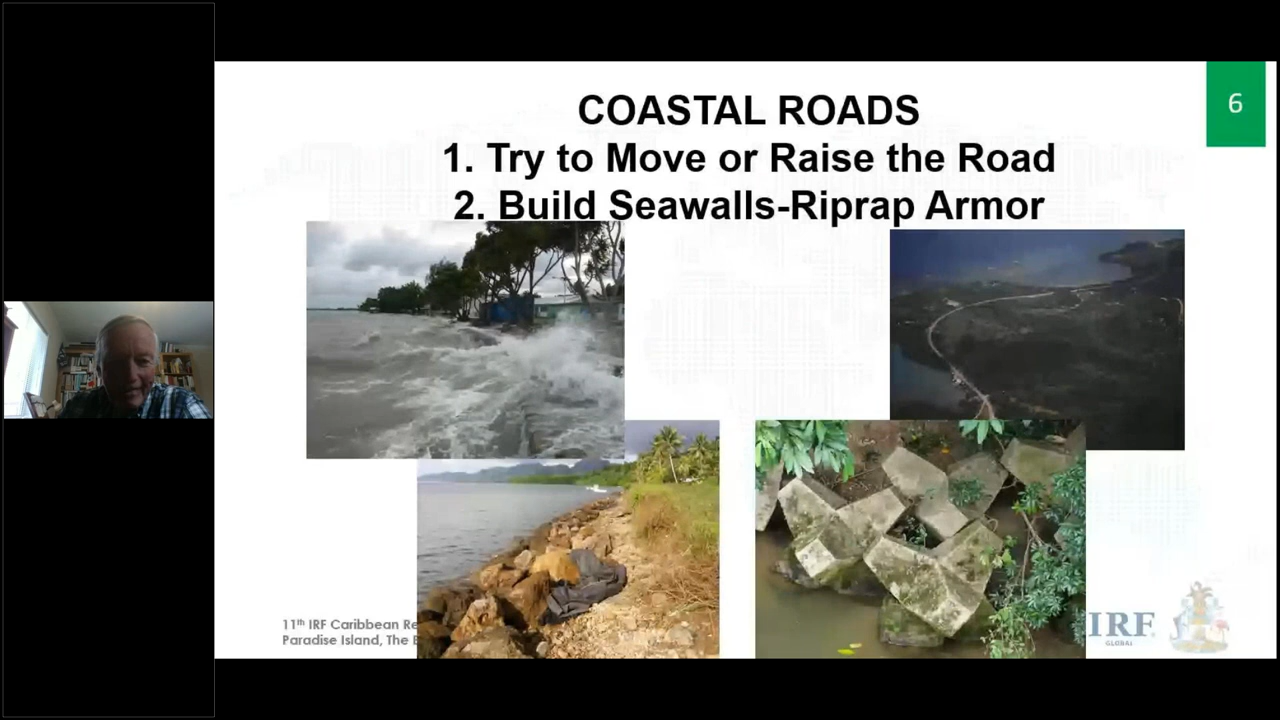 6
COASTAL ROADS
1. Try to Move or Raise the Road
2. Build Seawalls-Riprap Armor
11th IRF Caribbean Re
Paradise Island, The B
IRF
GLOBAL